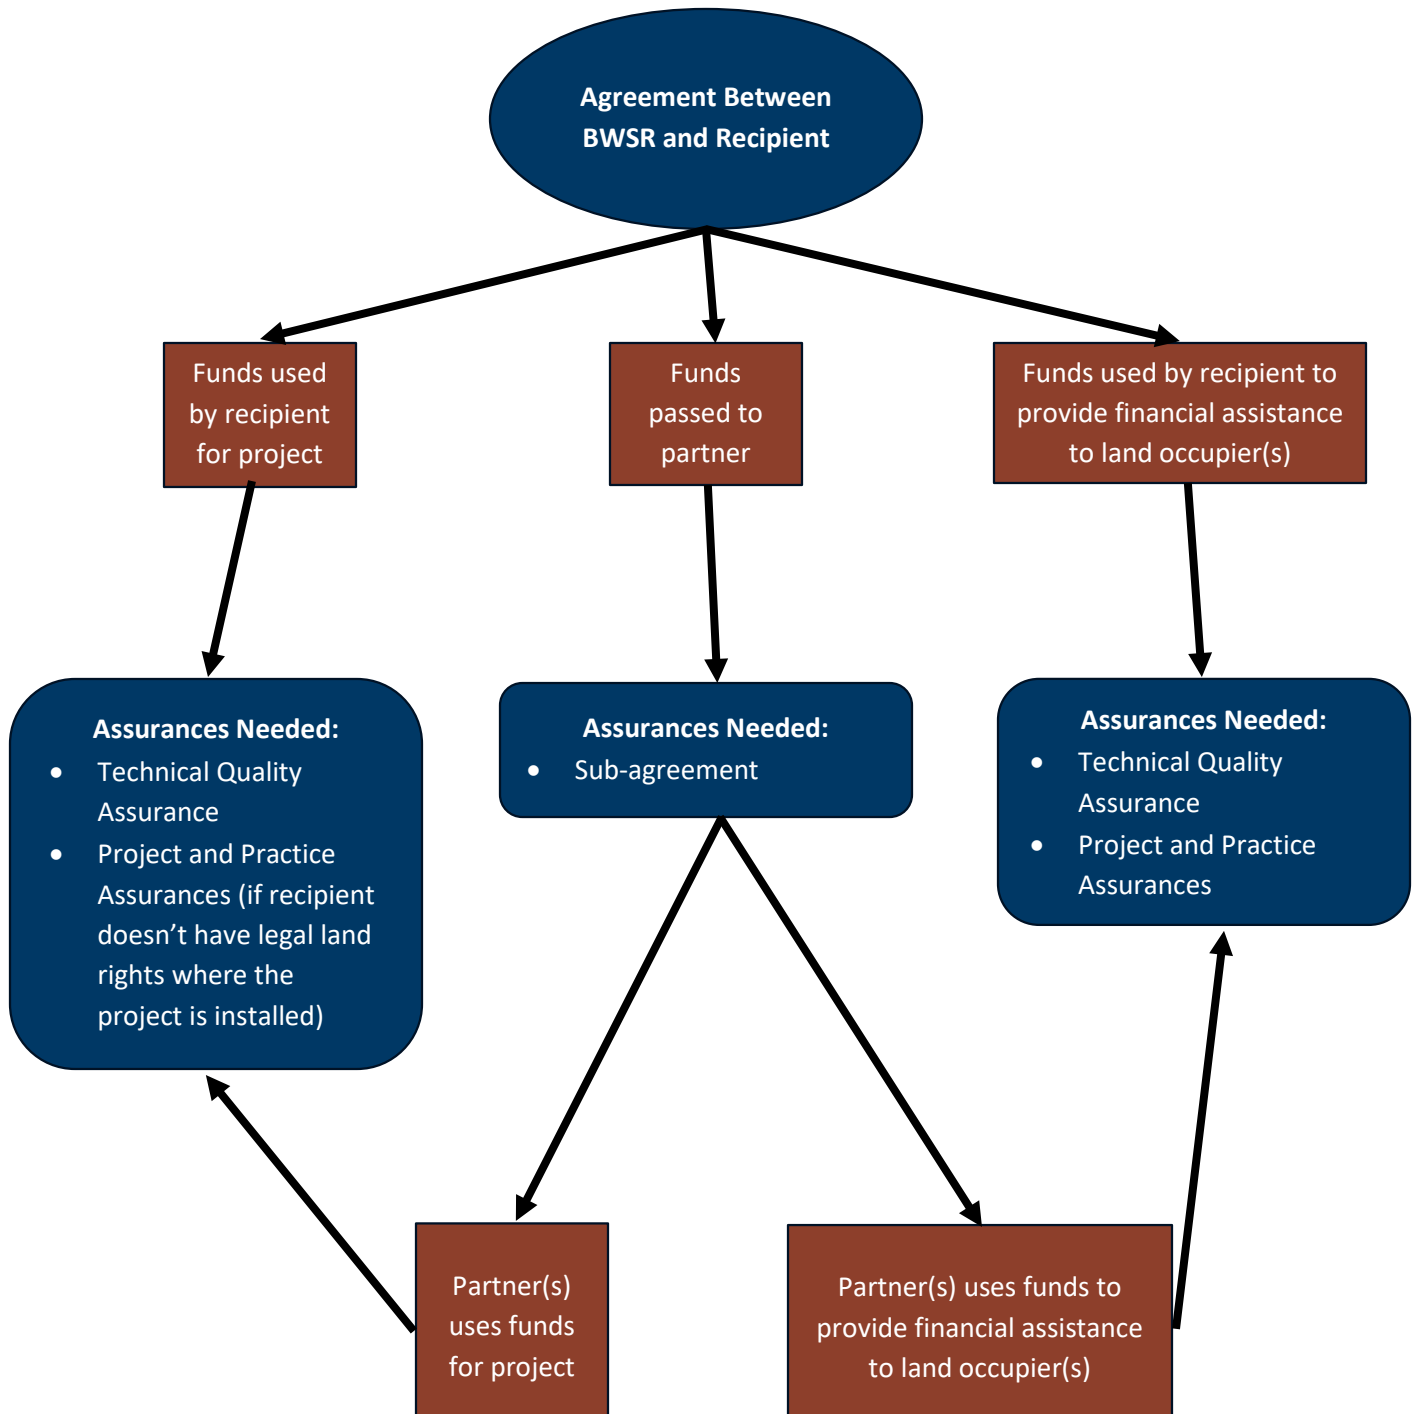 Agreement Between
BWSR and Recipient
Funds used
by recipient
for project
Funds
passed to
partner
Funds used by recipient to
provide financial assistance
to land occupier(s)
Assurances Needed:
• Technical Quality
Assurance
• Project and Practice
Assurances (if recipient
doesn’t have legal land
rights where the
project is installed)
Assurances Needed:
• Sub-agreement
Assurances Needed:
• Technical Quality
Assurance
• Project and Practice
Assurances
Partner(s)
uses funds
for project
Partner(s) uses funds to
provide financial assistance
to land occupier(s)